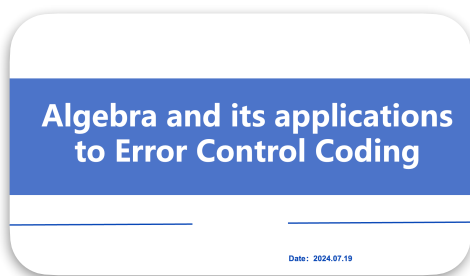 Algebra and its applications
to Error Control Coding
Date: 2024.07.19